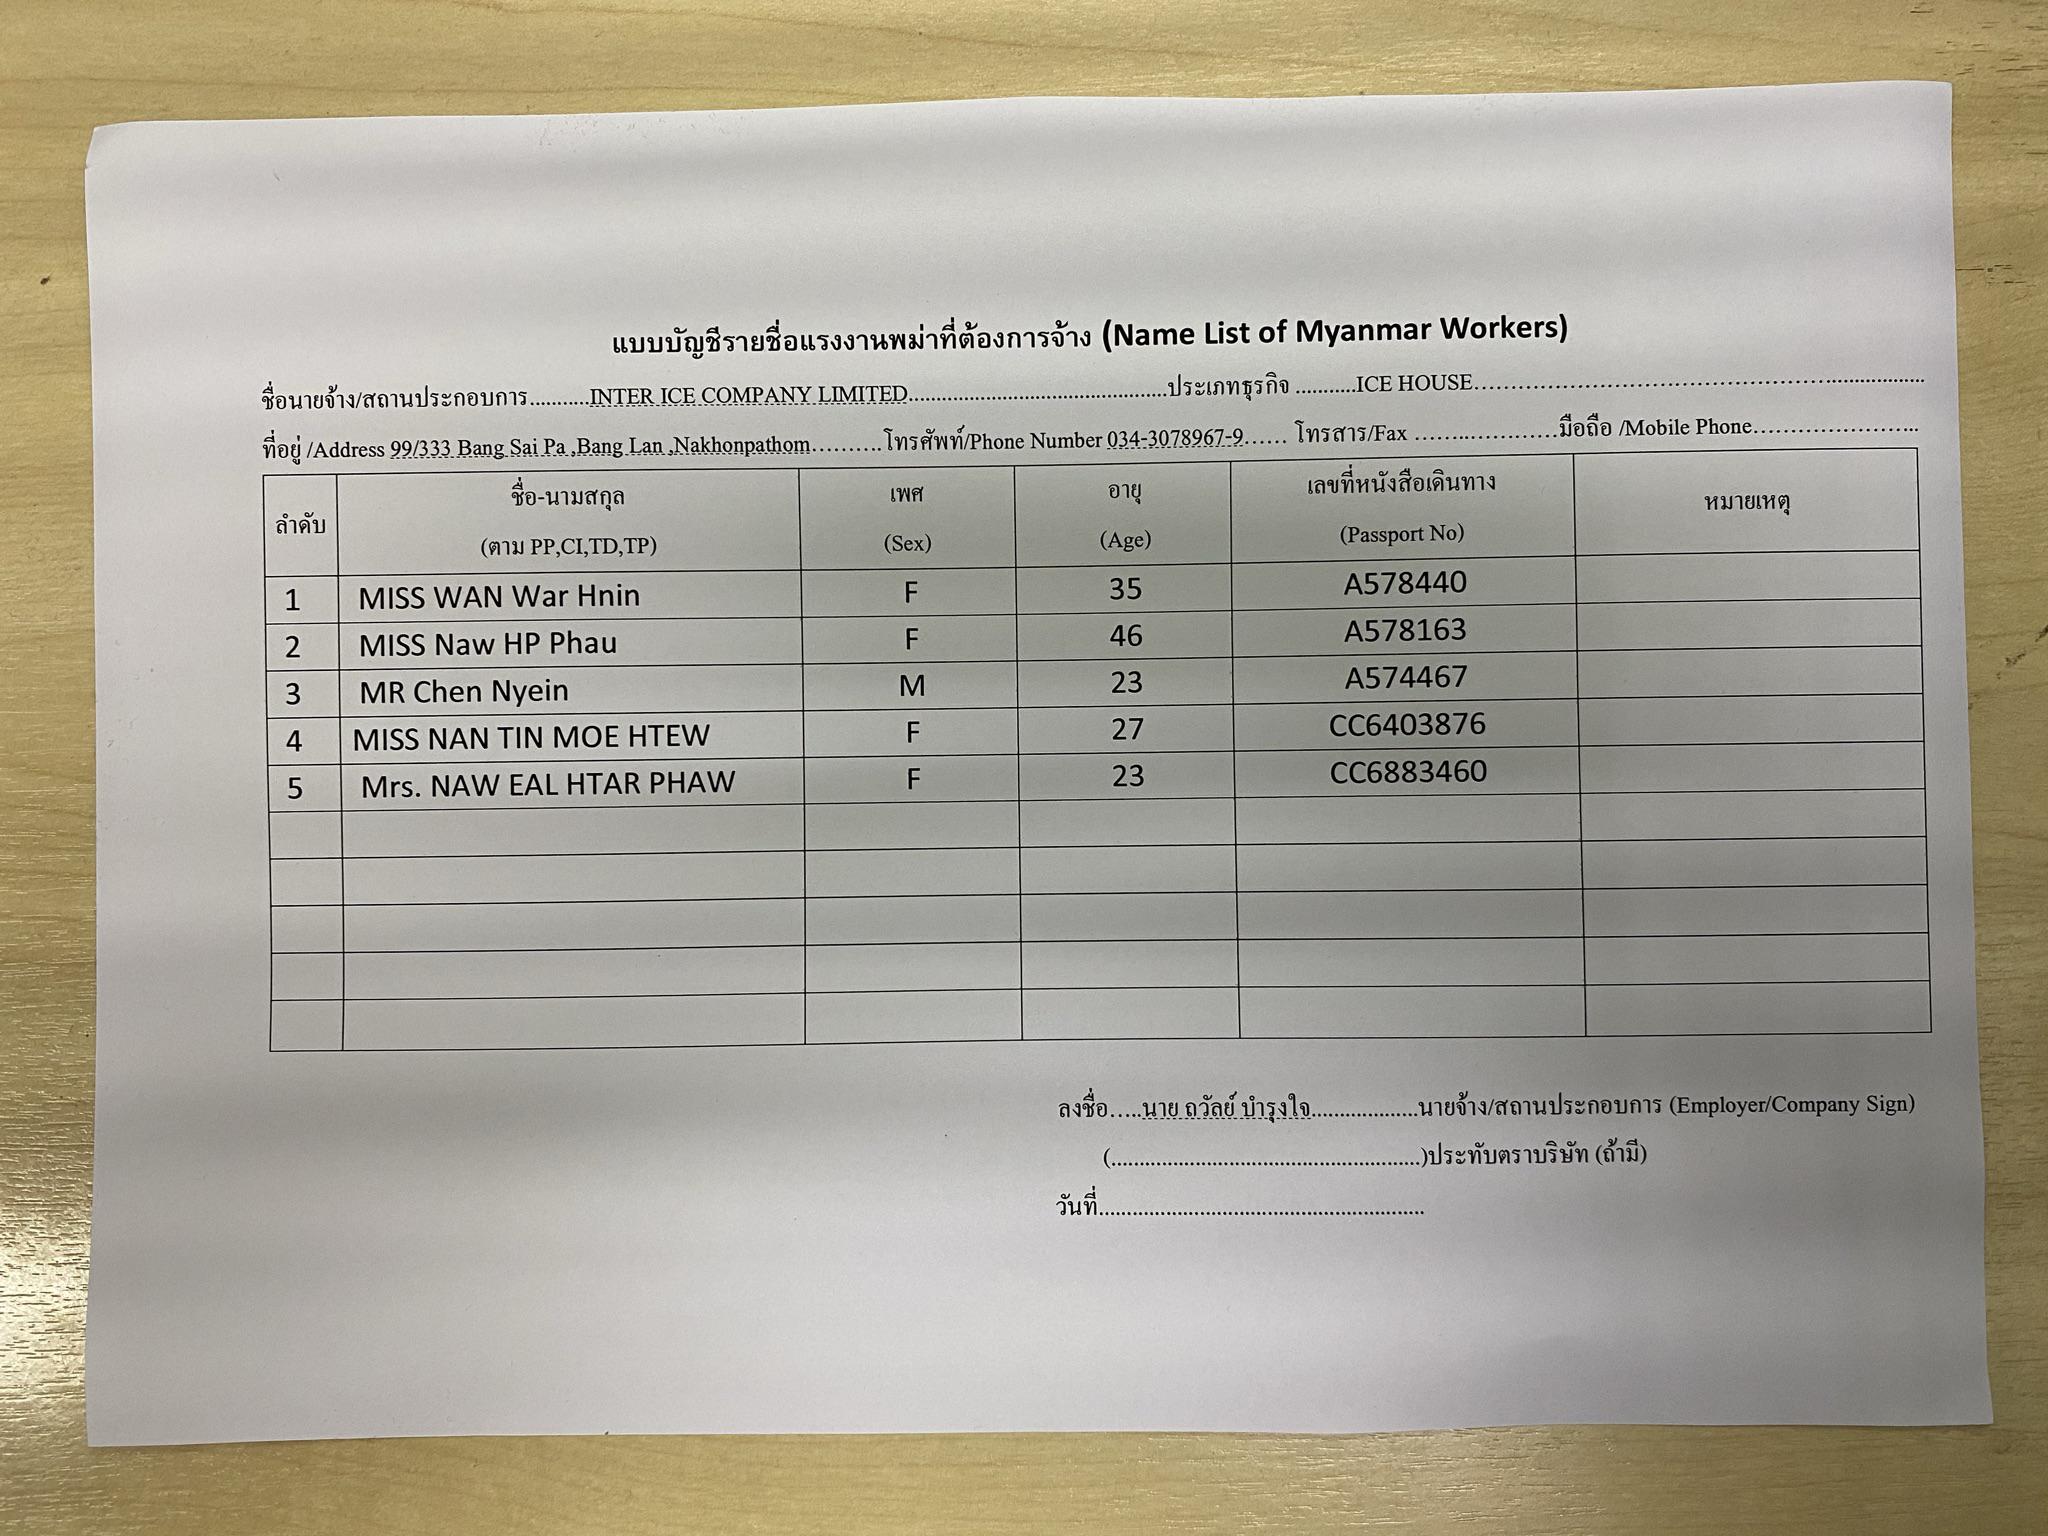 แบบบัญชีรายชื่อแรงงานพม่าที่ต้องการจ้าง (Name List of Myanmar Workers)
ชื่อนายจ้าง/สถานประกอบการ...........INTER ICE COMPANY LIMITED..............................................ประเภทธุรกิจ ...........ICE HOUSE..................................................................
ที่อยู่ /Address 99/333 Bang Sai Pa ,Bang Lan ,Nakhonpathom.............โทรศัพท์/Phone Number 034-3078967-9...... โทรสาร/Fax .........................มือถือ /Mobile Phone............................
ลำดับ ชื่อ-นามสกุล (ตาม PP,CI,TD,TP) เพศ (Sex) อายุ (Age) เลขที่หนังสือเดินทาง (Passport No) หมายเหตุ
1 MISS WAN War Hnin F 35 A578440
2 MISS Naw HP Phau F 46 A578163
3 MR Chen Nyein M 23 A574467
4 MISS NAN TIN MOE HTEW F 27 CC6403876
5 Mrs. NAW EAL HTAR PHAW F 23 CC6883460
ลงชื่อ.....นาย ถวัลย์ บำรุงใจ...................นายจ้าง/สถานประกอบการ (Employer/Company Sign)
(.......................................................)ประทับตราบริษัท (ถ้ามี)
วันที่..........................................................